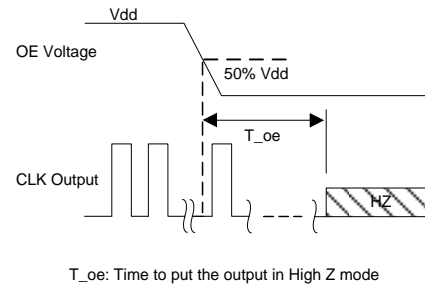 Vdd
OE Voltage
50% Vdd
T_oe
CLK Output
HZ
T_oe: Time to put the output in High Z mode